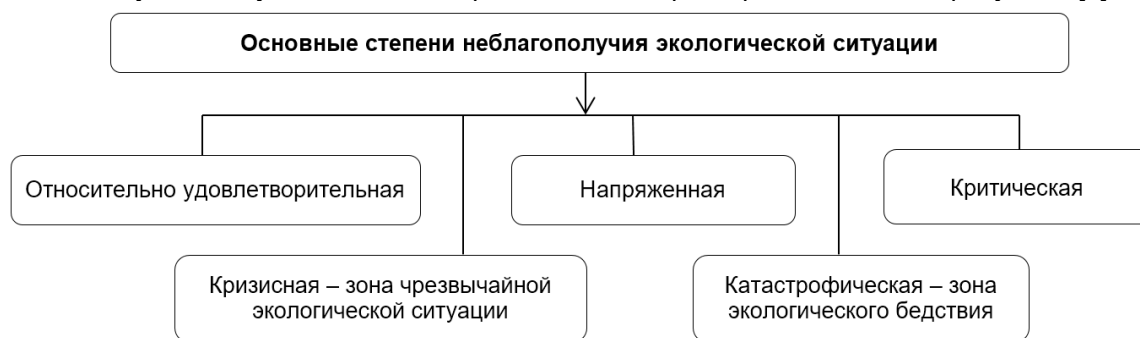 Основные степени неблагополучия экологической ситуации
Относительно удовлетворительная
Напряженная
Критическая
Кризисная – зона чрезвычайной
экологической ситуации
Катастрофическая – зона
экологического бедствия